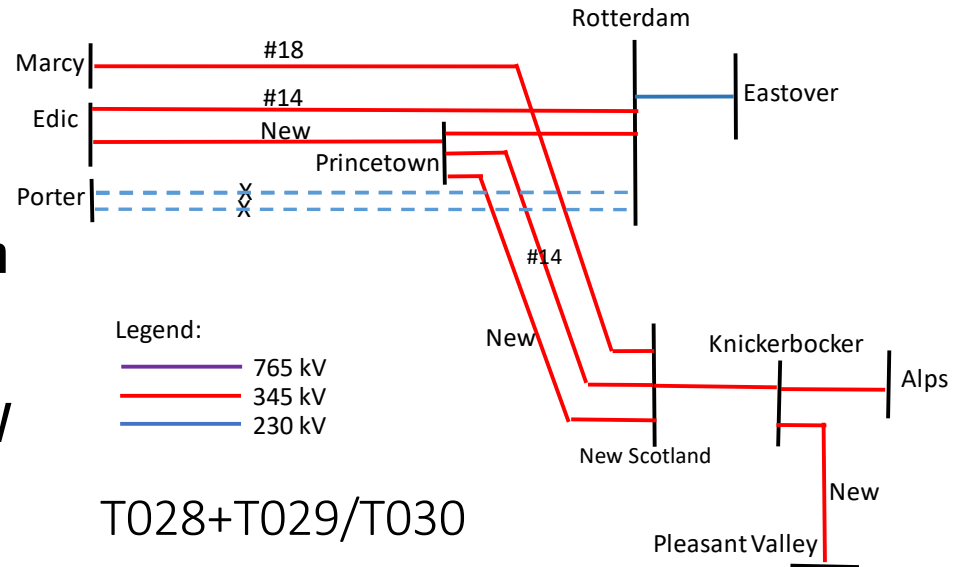 Rotterdam
#18
Marcy
Eastover
#14
Edic
New
Princetown
Porter
X
X
#14
Legend:
New
Knickerbocker
765 kV
Alps
345 kV
230 kV
New Scotland
New
T028+T029/T030
Pleasant Valley